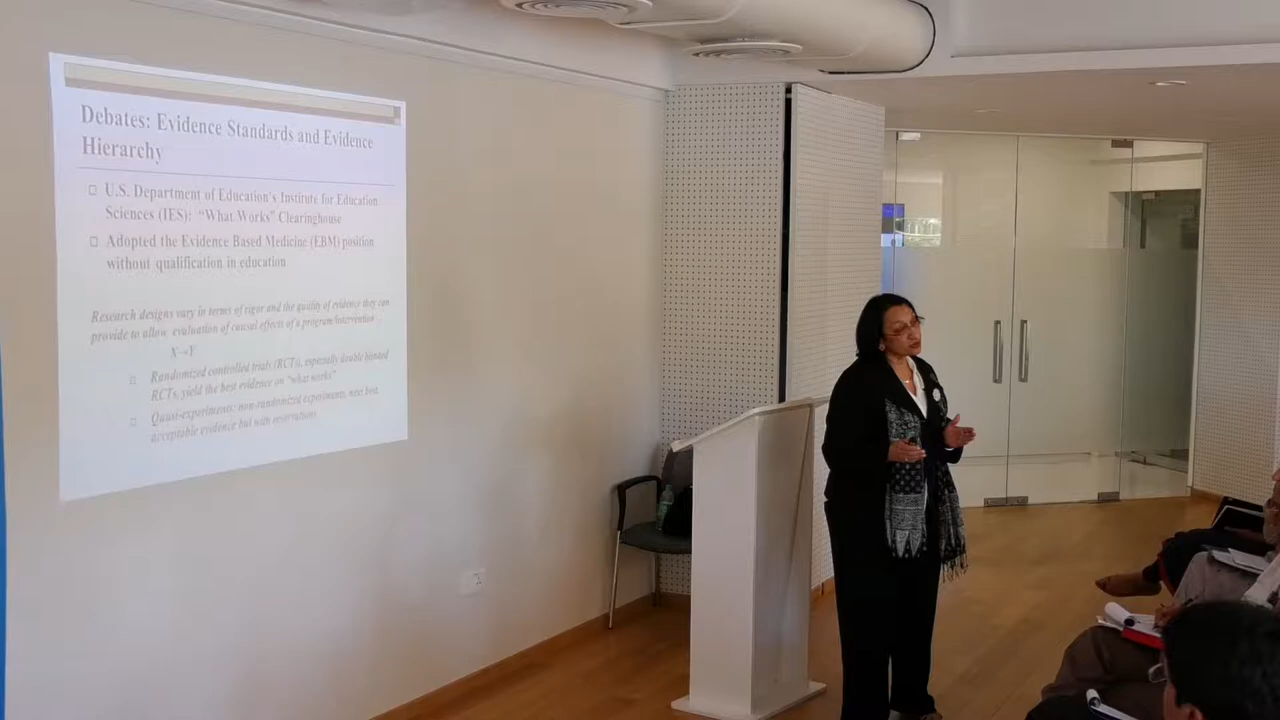 Debates: Evidence Standards and Evidence
Hierarchy
U.S. Department of Education's Institute for Education
Sciences (IES): "What Works" Clearinghouse
Adopted the Evidence Based Medicine (EBM) position
without qualification in education
Research designs vary in terms of rigor and the quality of evidence they can
provide to allow evaluation of causal effects of a program/intervention
X→Y
Randomized controlled trials (RCTs), especially double blinded
RCTs, yield the best evidence on "what works"
Quasi-experiments: non-randomized experiments, next best,
acceptable evidence but with reservations